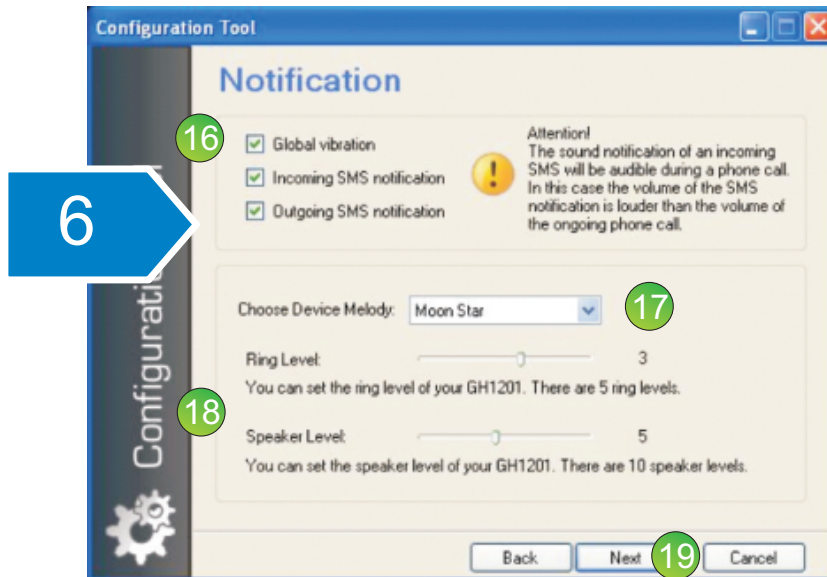 Configuration Tool
Notification
16
Global vibration
Incoming SMS notification
Outgoing SMS notification
Attention!
The sound notification of an incoming
SMS will be audible during a phone call.
In this case the volume of the SMS
notification is louder than the volume of
the ongoing phone call.
6
Choose Device Melody:
Moon Star
17
Ring Level:
3
You can set the ring level of your GH1201. There are 5 ring levels.
18
Speaker Level:
5
You can set the speaker level of your GH1201. There are 10 speaker levels.
Back
Next
19
Cancel